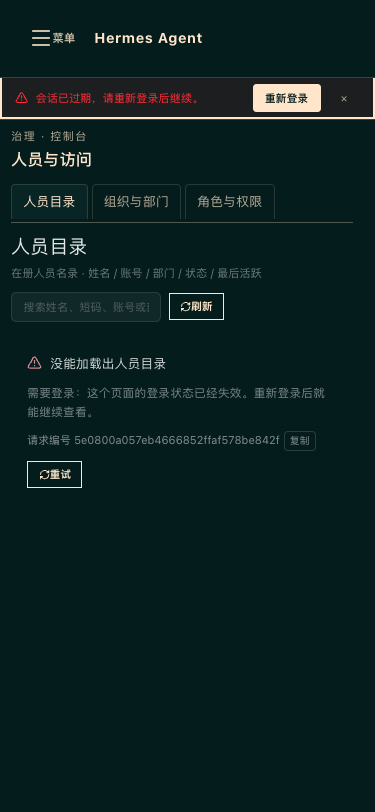 菜单
Hermes Agent
会话已过期，请重新登录后继续。
重新登录
×
治理 · 控制台
人员与访问
人员目录
组织与部门
角色与权限
人员目录
在册人员名录 · 姓名 / 账号 / 部门 / 状态 / 最后活跃
搜索姓名、短码、账号或
刷新
没能加载出人员目录
需要登录：这个页面的登录状态已经失效。重新登录后就
能继续查看。
请求编号 5e0800a057eb4666852ffaf578be842f
复制
重试